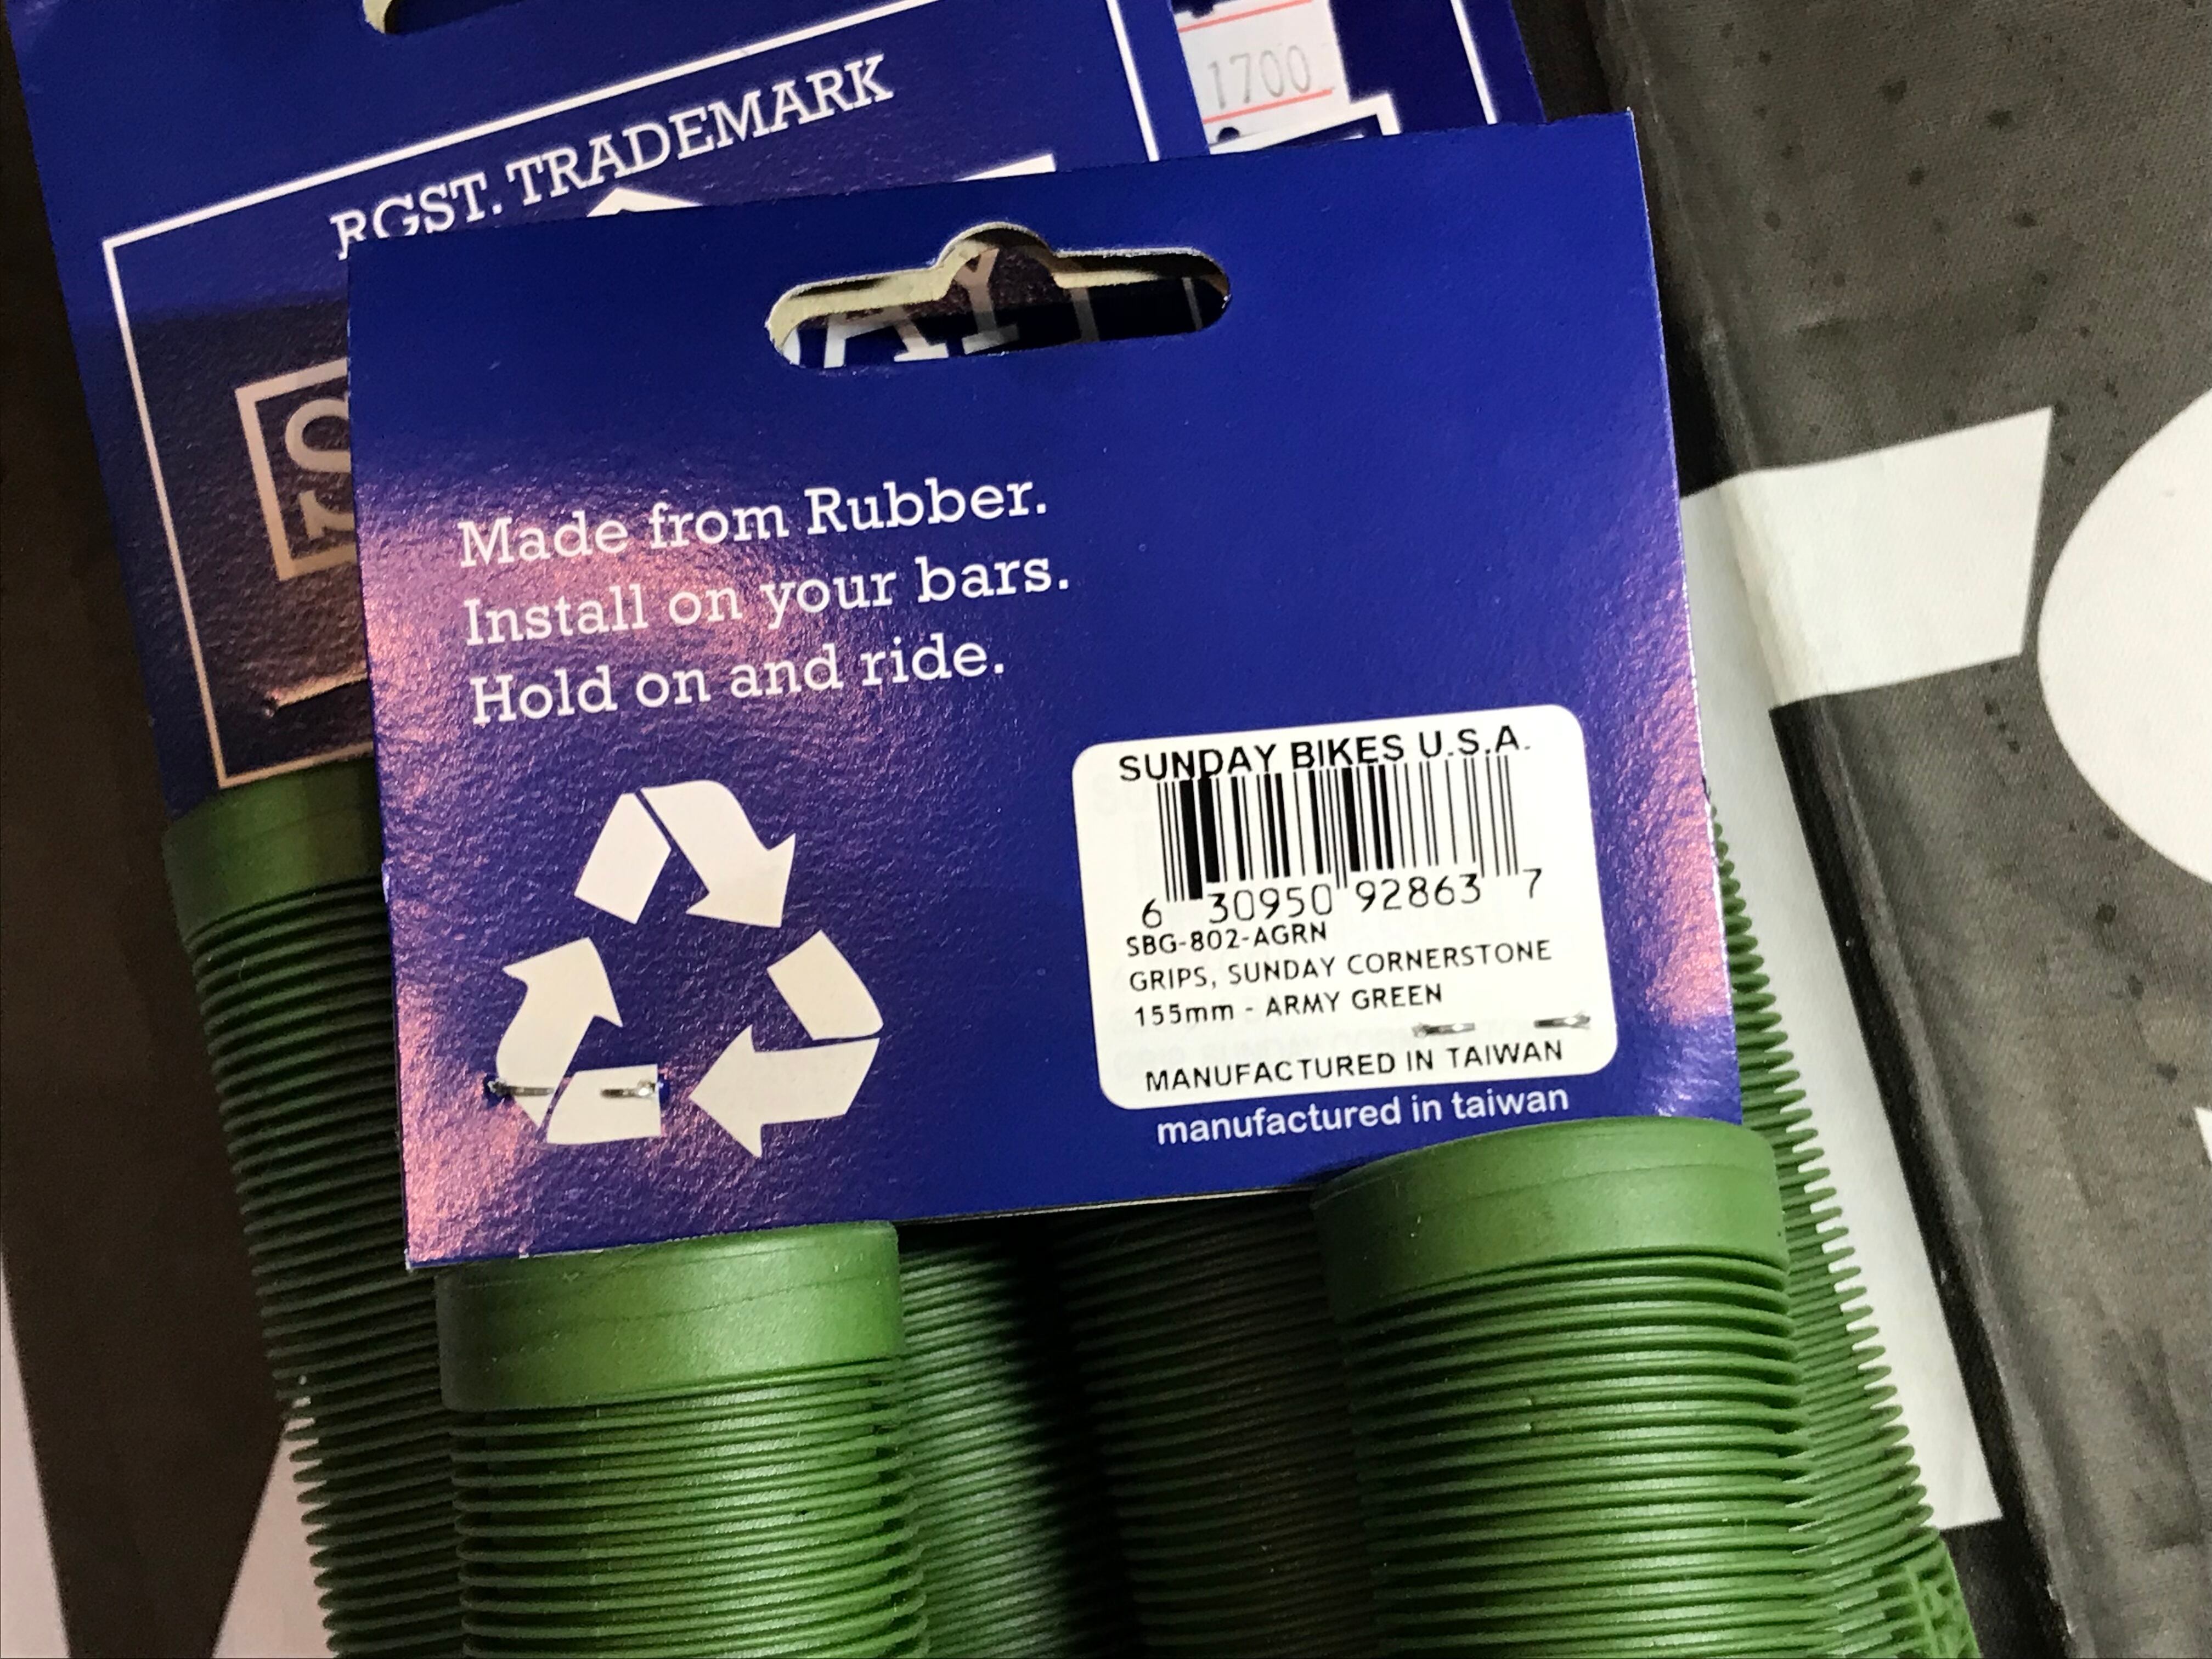 1700
RGST. TRADEMARK
AY
Made from Rubber.
Install on your bars.
Hold on and ride.
SUNDAY BIKES U.S.A.
6 30950 92863 7
SBG-802-AGRN
GRIPS, SUNDAY CORNERSTONE
155mm - ARMY GREEN
MANUFACTURED IN TAIWAN
manufactured in taiwan